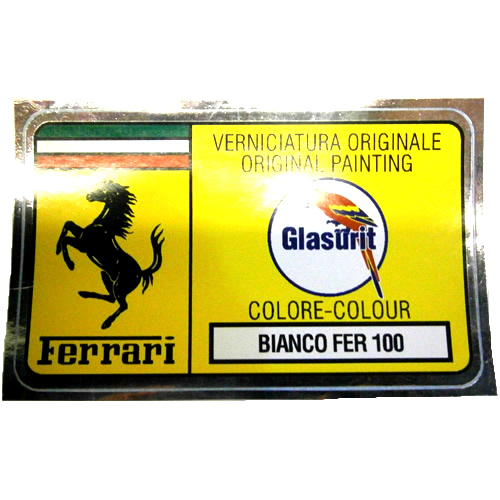 VERNICIATURA ORIGINALE
ORIGINAL PAINTING
Glasurit
COLORE-COLOUR
BIANCO FER 100
Ferrari